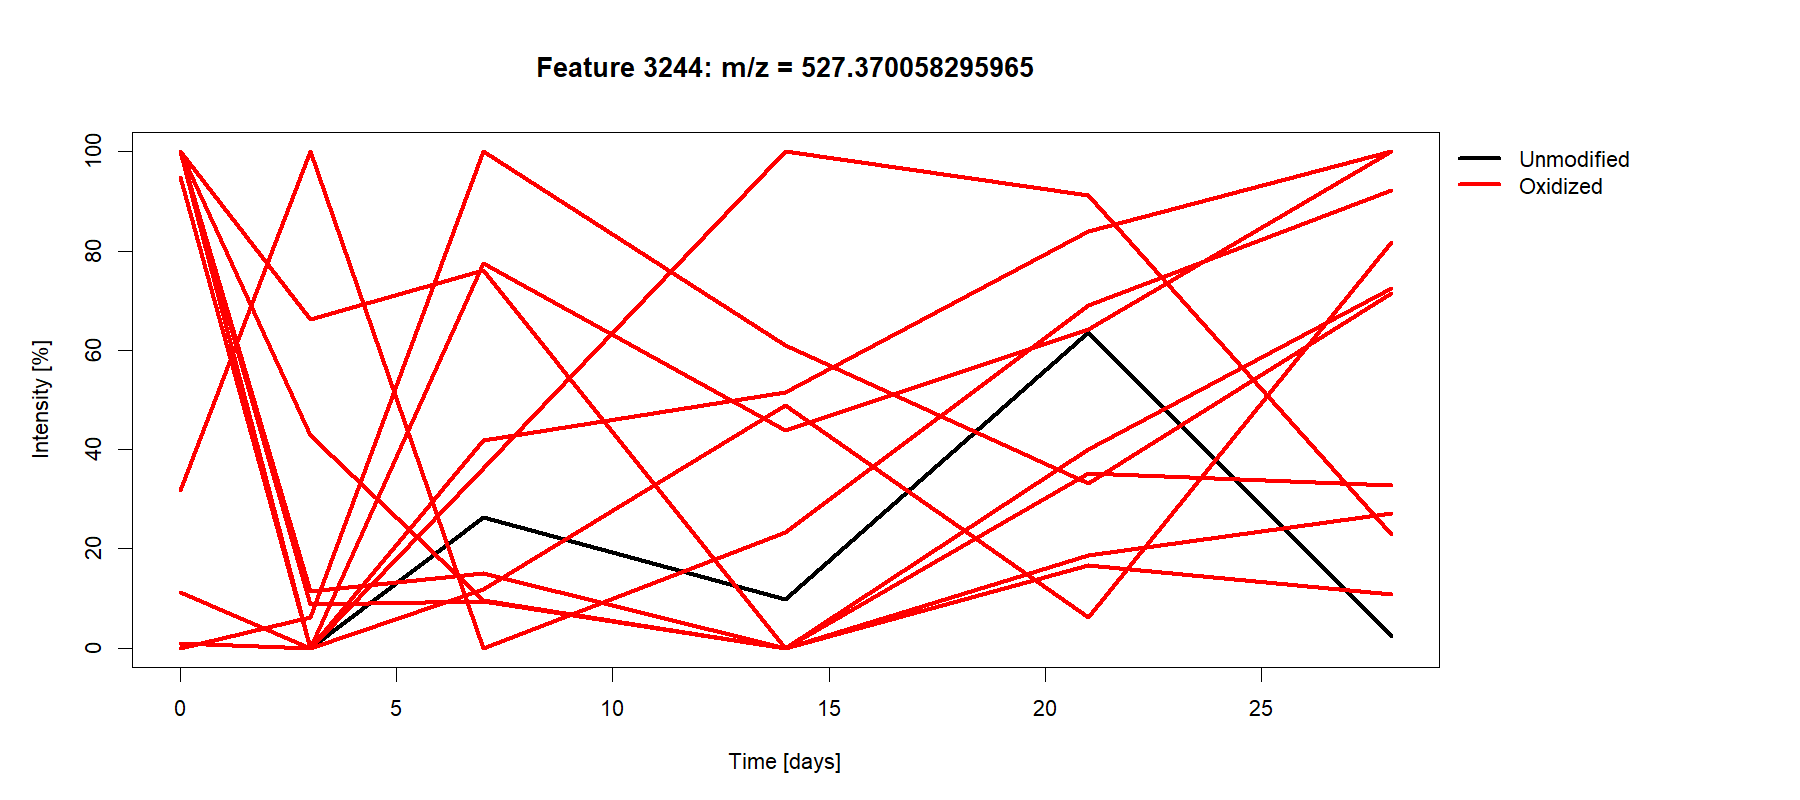 Feature 3244: m/z = 527.370058295965
Unmodified
Oxidized
100
80
60
40
20
0
Intensity [%]
0 5 10 15 20 25
Time [days]